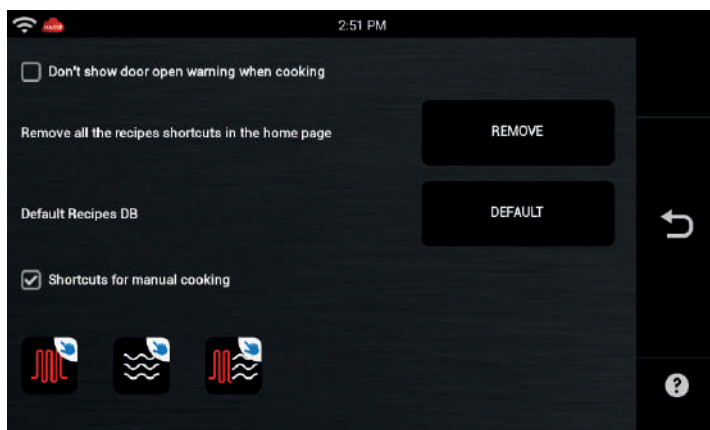 2:51 PM
Don't show door open warning when cooking
Remove all the recipes shortcuts in the home page
REMOVE
Default Recipes DB
DEFAULT
Shortcuts for manual cooking
?